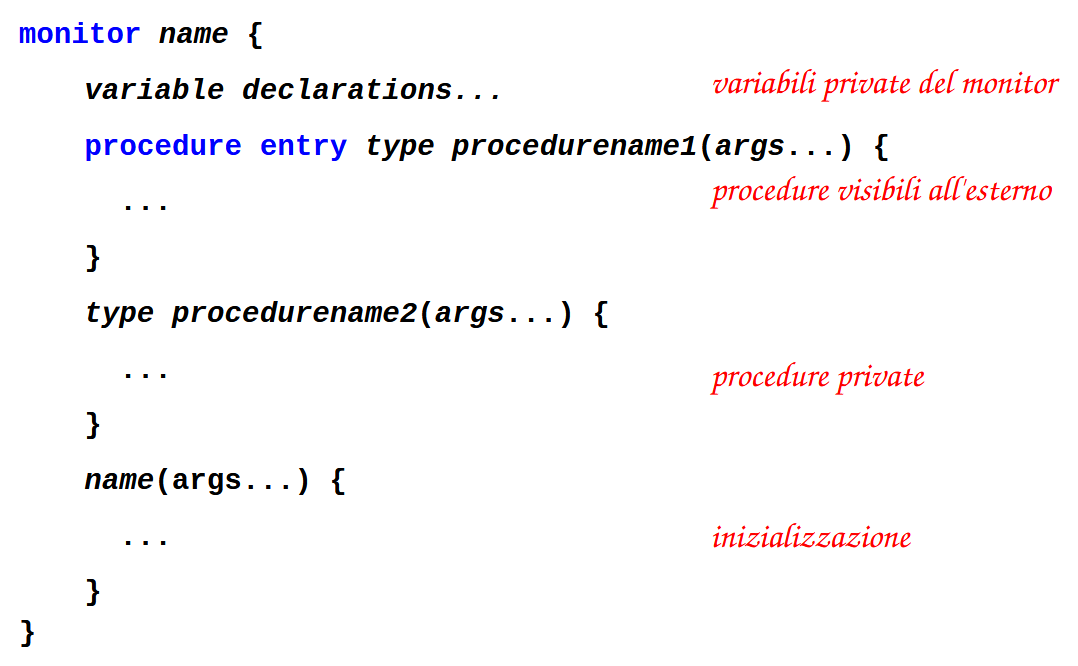 monitor name {
variable declarations...
variabili private del monitor
procedure entry type procedurename1(args...) {
procedure visibili all'esterno
...
}
type procedurename2(args...) {
...
procedure private
}
name(args...) {
...
inizializzazione
}
}